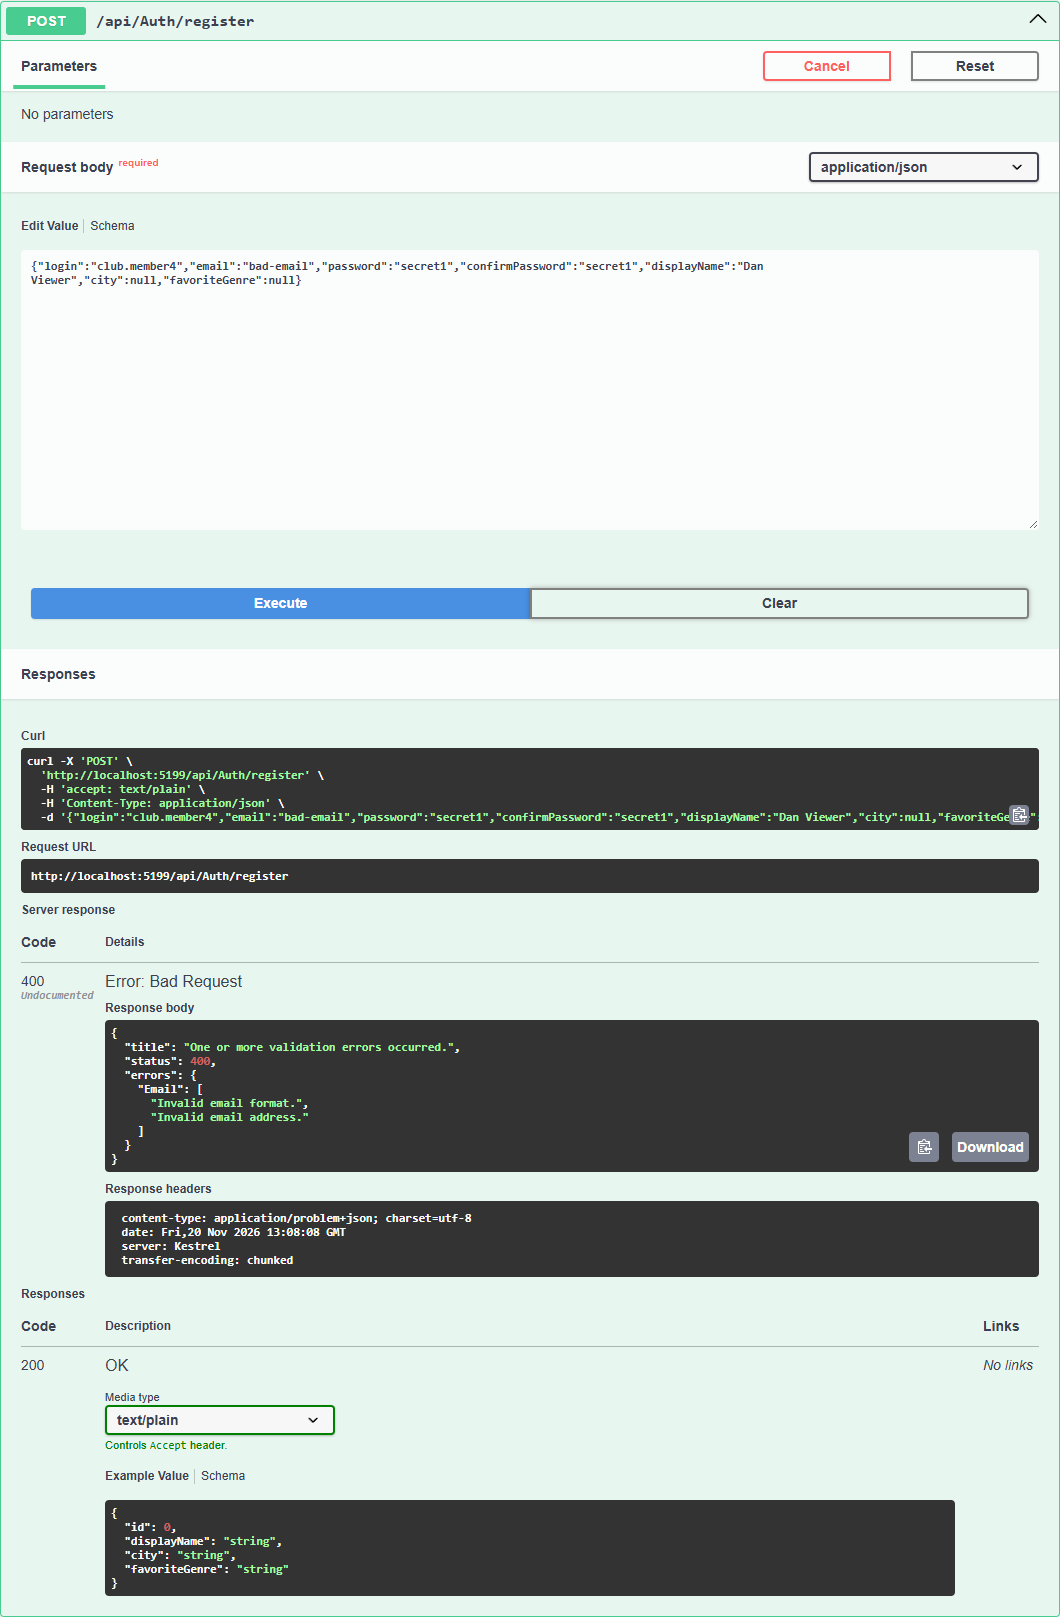 POST /api/Auth/register
Parameters
Cancel
Reset
No parameters
Request body required
application/json
Edit Value
Schema
{"login":"club.member4","email":"bad-email","password":"secret1","confirmPassword":"secret1","displayName":"Dan
Viewer","city":null,"favoriteGenre":null}
Execute
Clear
Responses
Curl
curl -X 'POST' \
'http://localhost:5199/api/Auth/register' \
-H 'accept: text/plain' \
-H 'Content-Type: application/json' \
-d '{"login":"club.member4","email":"bad-email","password":"secret1","confirmPassword":"secret1","displayName":"Dan Viewer","city":null,"favoriteGe
Request URL
http://localhost:5199/api/Auth/register
Server response
Code
Details
400
Undocumented
Error: Bad Request
Response body
{
"title": "One or more validation errors occurred.",
"status": 400,
"errors": {
"Email": [
"Invalid email format.",
"Invalid email address."
]
}
}
Download
Response headers
content-type: application/problem+json; charset=utf-8
date: Fri,20 Nov 2026 13:08:08 GMT
server: Kestrel
transfer-encoding: chunked
Responses
Code
Description
Links
200
OK
No links
Media type
text/plain
Controls Accept header.
Example Value
Schema
{
"id": 0,
"displayName": "string",
"city": "string",
"favoriteGenre": "string"
}